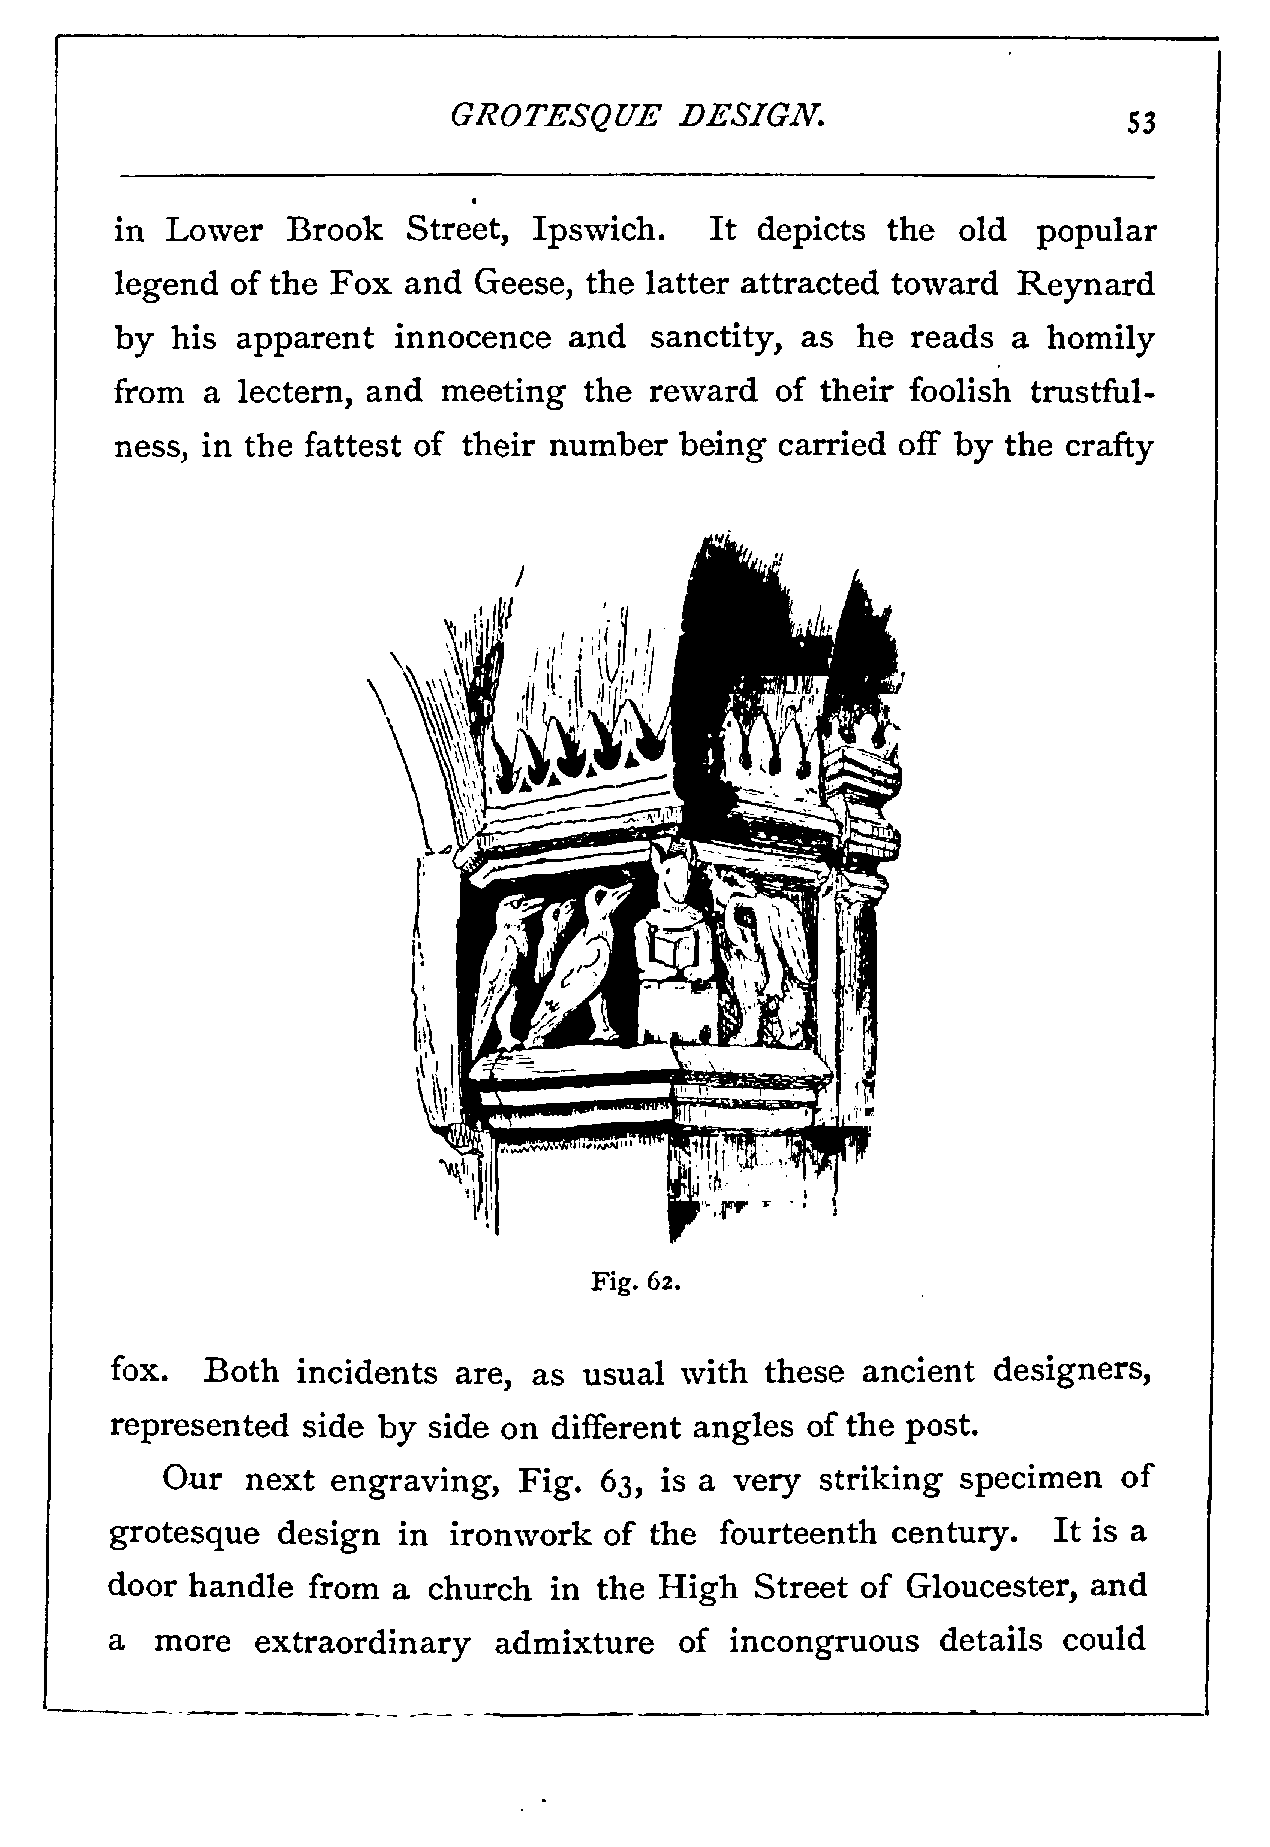 GROTESQUE DESIGN. 53
in Lower Brook Street, Ipswich. It depicts the old popular
legend of the Fox and Geese, the latter attracted toward Reynard
by his apparent innocence and sanctity, as he reads a homily
from a lectern, and meeting the reward of their foolish trustful-
ness, in the fattest of their number being carried off by the crafty
Fig. 62.
fox. Both incidents are, as usual with these ancient designers,
represented side by side on different angles of the post.
Our next engraving, Fig. 63, is a very striking specimen of
grotesque design in ironwork of the fourteenth century. It is a
door handle from a church in the High Street of Gloucester, and
a more extraordinary admixture of incongruous details could